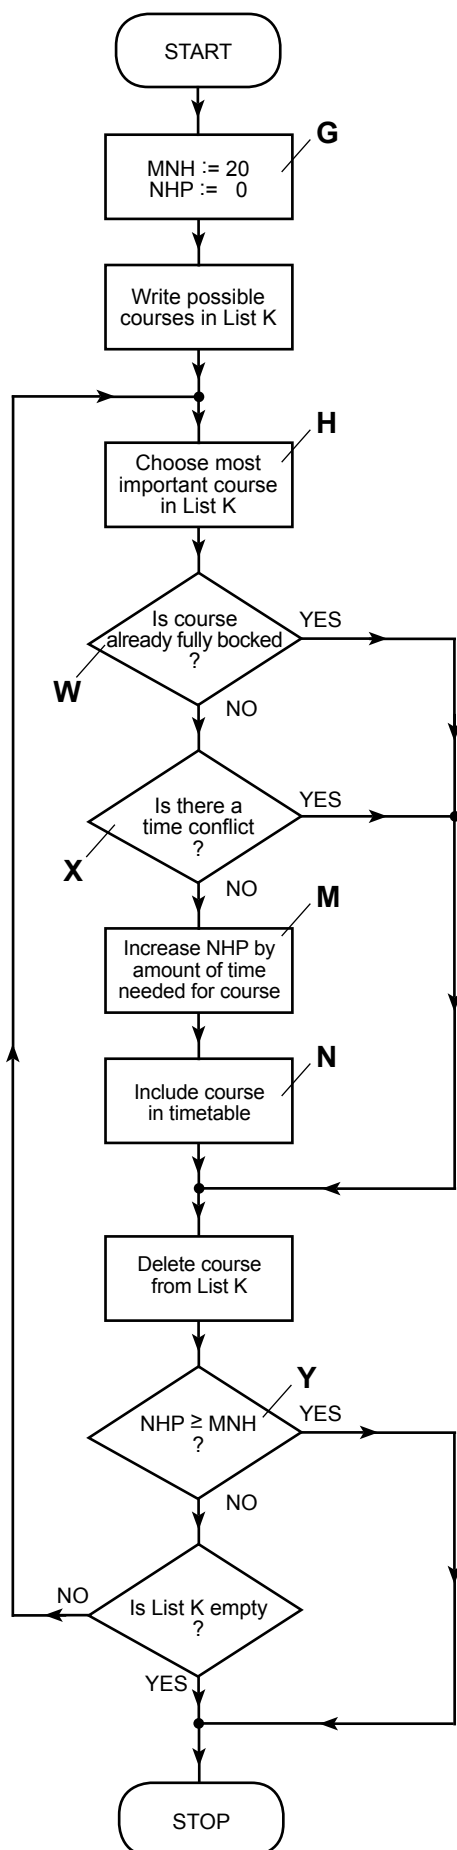 START
G
MNH := 20
NHP := 0
Write possible
courses in List K
H
Choose most
important course
in List K
Is course
already fully bocked
?
YES
W
NO
Is there a
time conflict
?
YES
X
NO
M
Increase NHP by
amount of time
needed for course
N
Include course
in timetable
Delete course
from List K
Y
NHP ≥ MNH
?
YES
NO
Is List K empty
?
NO
YES
STOP